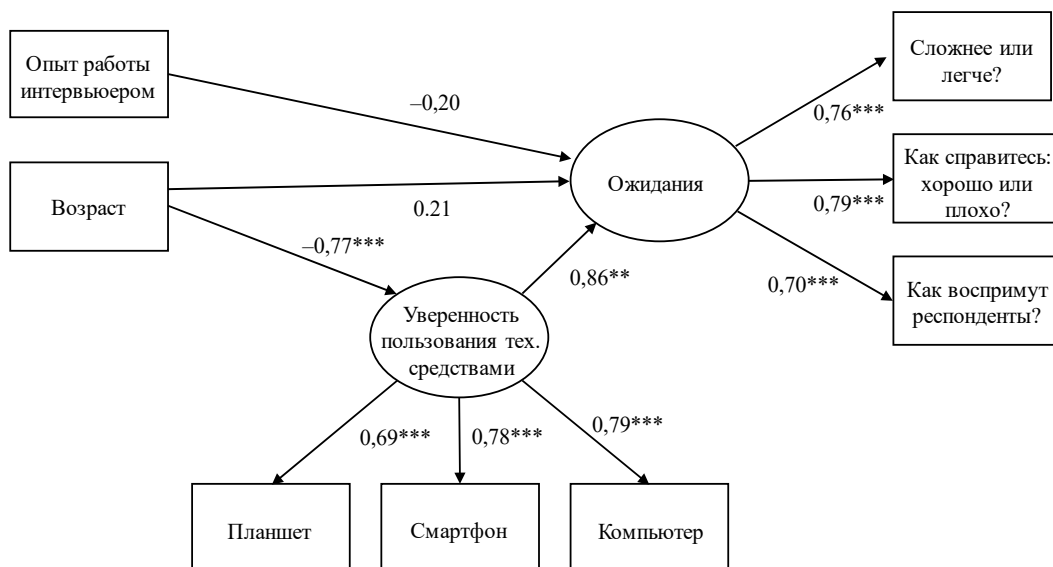 Опыт работы
интервьюером
Сложнее или
легче?
–0,20
0,76***
Возраст
Ожидания
Как справитесь:
хорошо или
плохо?
0.21
0,79***
–0,77***
0,86**
0,70***
Как воспримут
респонденты?
Уверенность
пользования тех.
средствами
0,69***
0,78***
0,79***
Планшет
Смартфон
Компьютер